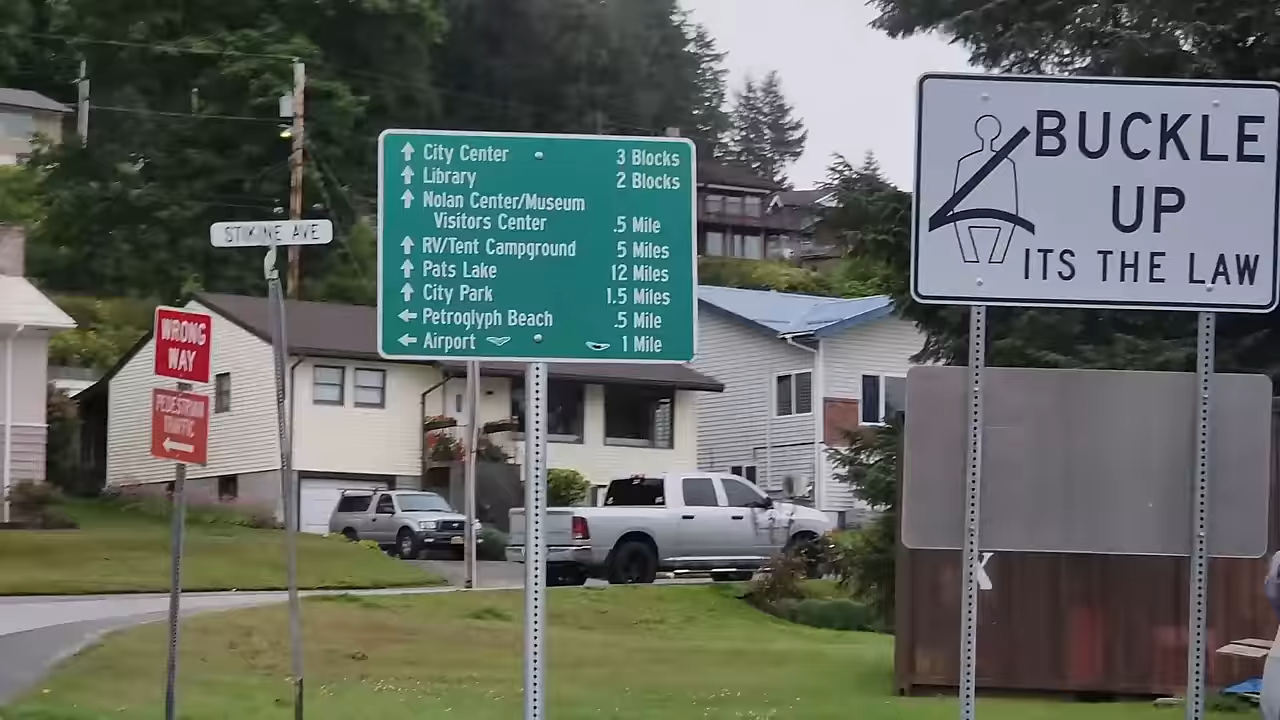 STIKINE AVE
WRONG
WAY
PEDESTRIAN
TRAFFIC
City Center 3 Blocks
Library 2 Blocks
Nolan Center/Museum
Visitors Center .5 Mile
RV/Tent Campground 5 Miles
Pats Lake 12 Miles
City Park 1.5 Miles
Petroglyph Beach .5 Mile
Airport 1 Mile
BUCKLE
UP
ITS THE LAW
K